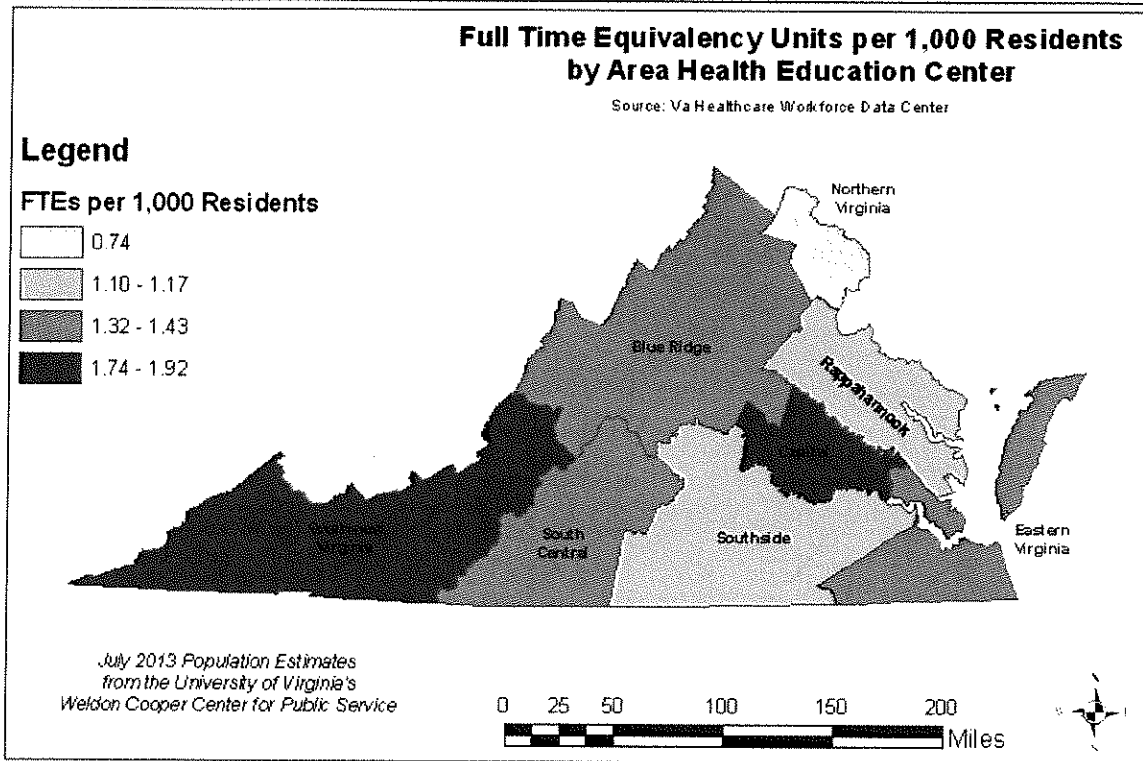 Full Time Equivalency Units per 1,000 Residents
by Area Health Education Center
Source: Va Healthcare Workforce Data Center
Legend
FTEs per 1,000 Residents
0.74
1.10 - 1.17
1.32 - 1.43
1.74 - 1.92
Northern
Virginia
Blue Ridge
Rappahannock
South
Central
Southside
Eastern
Virginia
July 2013 Population Estimates
from the University of Virginia's
Weldon Cooper Center for Public Service
0 25 50 100 150 200
Miles